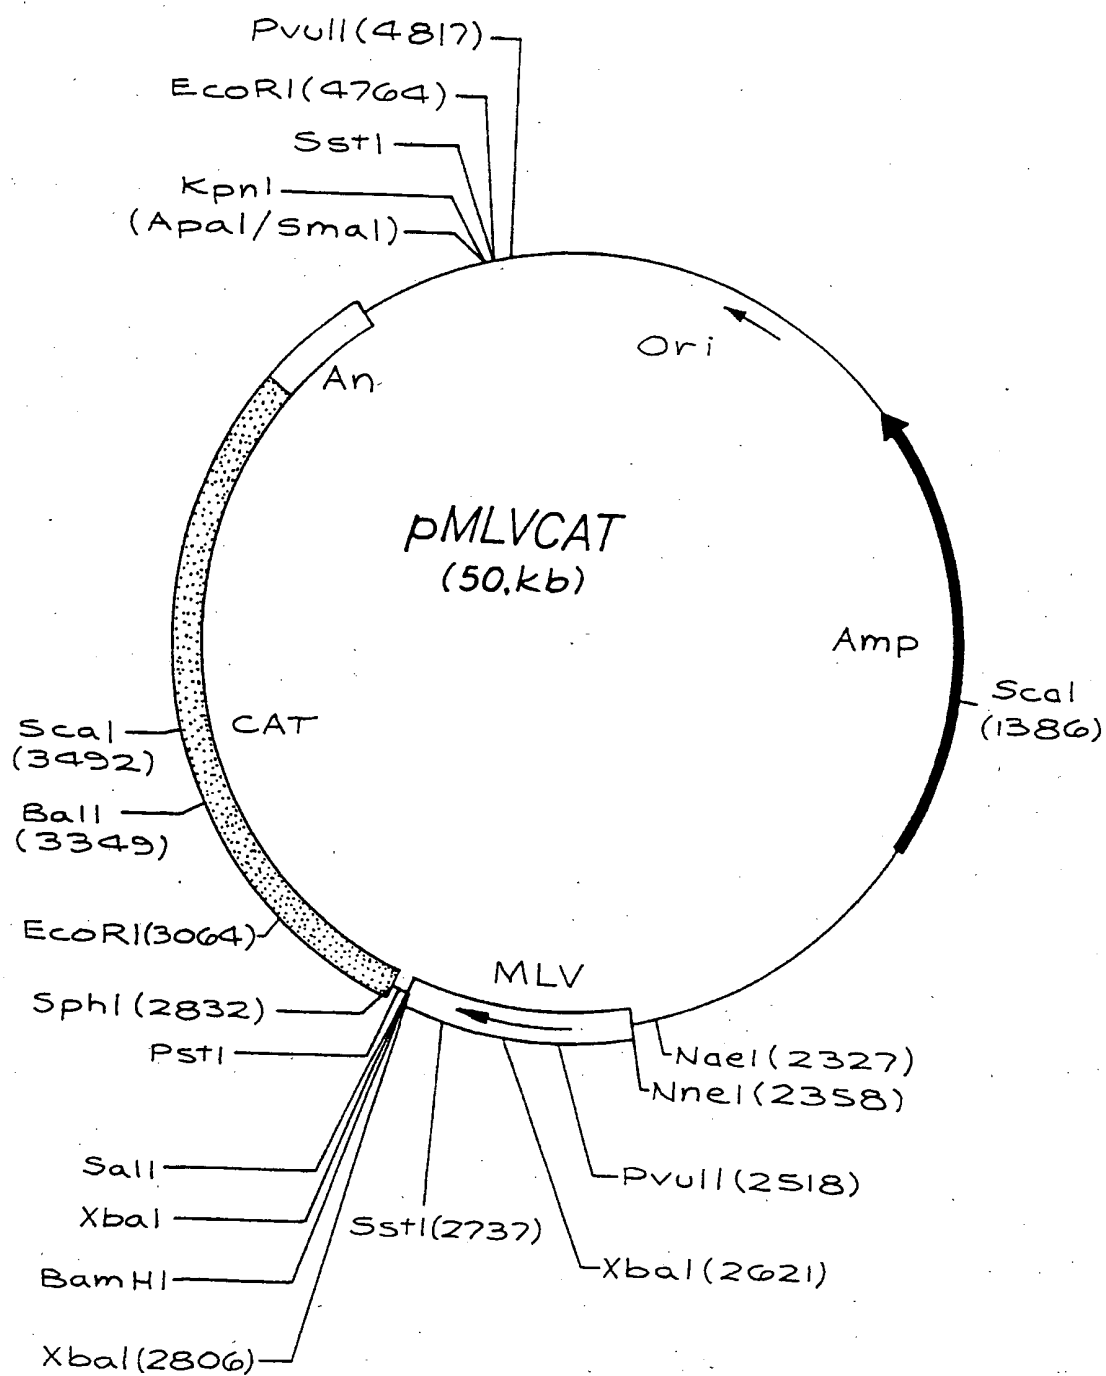 PvuII(4817)
EcoRI(4764)
SstI
KpnI
(ApaI/SmaI)
Ori
An
pMLVCAT
(50,kb)
Amp
ScaI
(1386)
CAT
ScaI
(3492)
BalI
(3349)
EcoRI(3064)
MLV
SphI(2832)
PstI
NaeI(2327)
NneI(2358)
SalI
PvuII(2518)
XbaI
SstI(2737)
BamHI
XbaI(2621)
XbaI(2806)